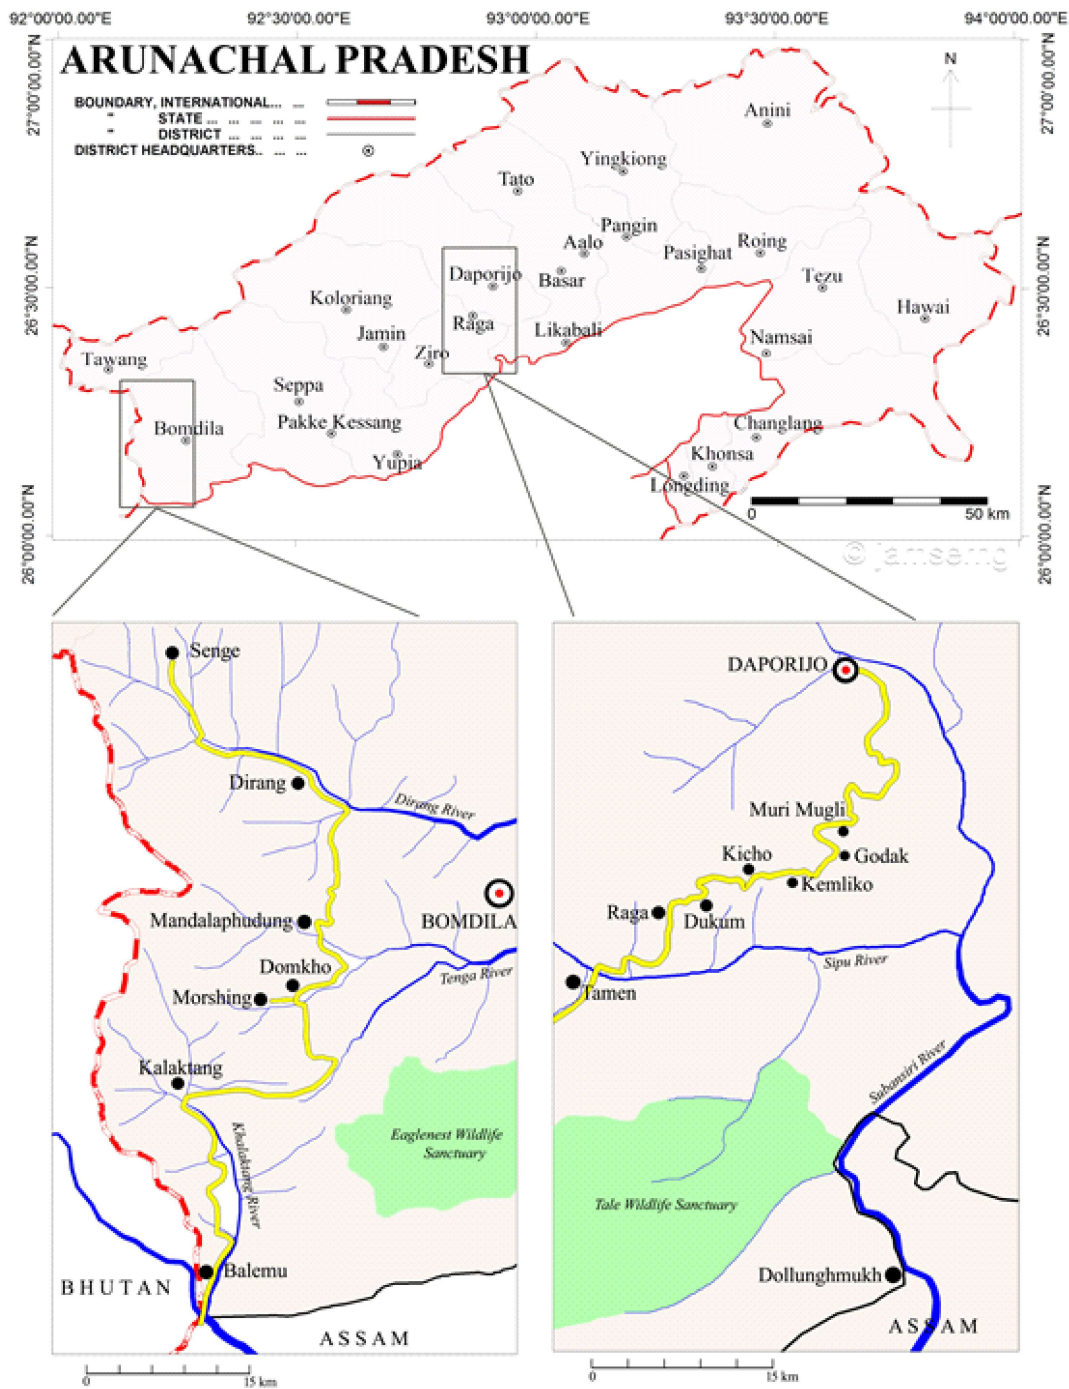 92°00'00.00"E 92°30'00.00"E 93°00'00.00"E 93°30'00.00"E 94°00'00.00"E
ARUNACHAL PRADESH
BOUNDARY, INTERNATIONAL... ...
" STATE ... ... ... ... ...
" DISTRICT ... ... ... ...
DISTRICT HEADQUARTERS.. ... ...
N
27°00'00.00"N
27°00'00.00"N
26°30'00.00"N
26°30'00.00"N
26°00'00.00"N
26°00'00.00"N
Anini
Yingkiong
Tato
Pangin
Aalo
Roing
Pasighat
Daporijo
Basar
Tezu
Koloriang
Hawai
Raga
Jamin
Likabali
Namsai
Ziro
Tawang
Seppa
Pakke Kessang
Bomdila
Changlang
Yupia
Khonsa
Longding
0 50 km
© jamserng
Senge
Dirang
Dirang River
Mandalaphudung
BOMDILA
Domkho
Tenga River
Morshing
Kalaktang
Khalaktang River
Eaglenest Wildlife
Sanctuary
Balemu
BHUTAN
ASSAM
0 15 km
DAPORIJO
Muri Mugli
Godak
Kicho
Kemliko
Raga
Dukum
Sipu River
Tamen
Subansiri River
Tale Wildlife Sanctuary
Dollunghmukh
ASSAM
0 15 km